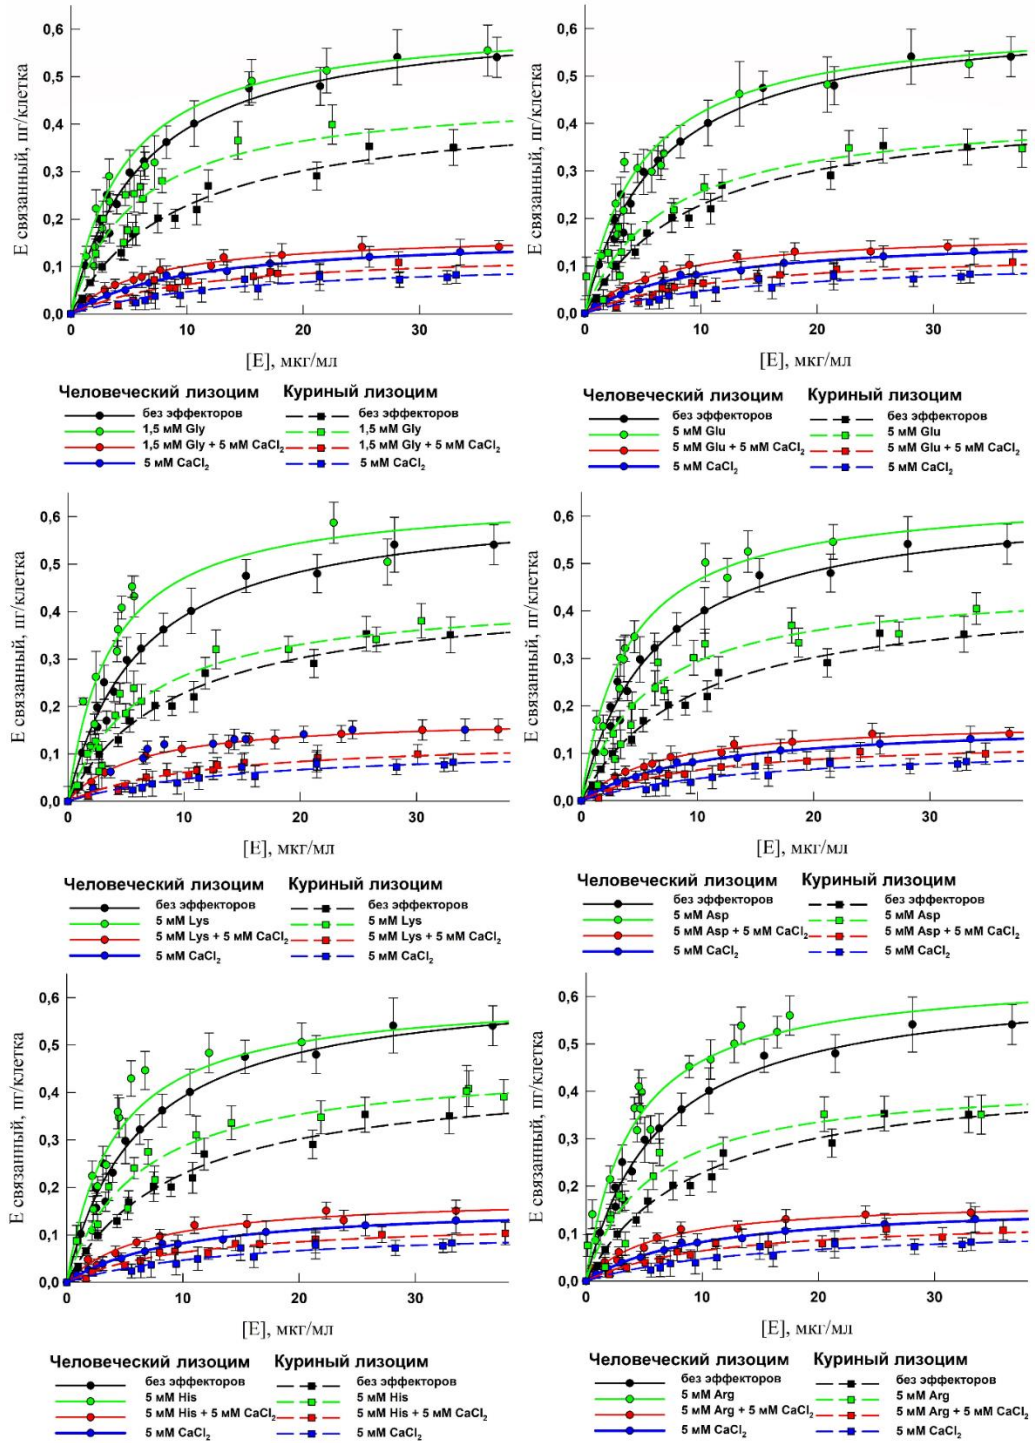 E связанный, пг/клетка
0,6
0,5
0,4
0,3
0,2
0,1
0,0
0 10 20 30
[E], мкг/мл
Человеческий лизоцим Куриный лизоцим
без эффекторов без эффекторов
1,5 мМ Gly 1,5 мМ Gly
1,5 мМ Gly + 5 мМ CaCl₂ 1,5 мМ Gly + 5 мМ CaCl₂
5 мМ CaCl₂ 5 мМ CaCl₂
E связанный, пг/клетка
0,6
0,5
0,4
0,3
0,2
0,1
0,0
0 10 20 30
[E], мкг/мл
Человеческий лизоцим Куриный лизоцим
без эффекторов без эффекторов
5 мМ Glu 5 мМ Glu
5 мМ Glu + 5 мМ CaCl₂ 5 мМ Glu + 5 мМ CaCl₂
5 мМ CaCl₂ 5 мМ CaCl₂
E связанный, пг/клетка
0,6
0,5
0,4
0,3
0,2
0,1
0,0
0 10 20 30
[E], мкг/мл
Человеческий лизоцим Куриный лизоцим
без эффекторов без эффекторов
5 мМ Lys 5 мМ Lys
5 мМ Lys + 5 мМ CaCl₂ 5 мМ Lys + 5 мМ CaCl₂
5 мМ CaCl₂ 5 мМ CaCl₂
E связанный, пг/клетка
0,6
0,5
0,4
0,3
0,2
0,1
0,0
0 10 20 30
[E], мкг/мл
Человеческий лизоцим Куриный лизоцим
без эффекторов без эффекторов
5 мМ Asp 5 мМ Asp
5 мМ Asp + 5 мМ CaCl₂ 5 мМ Asp + 5 мМ CaCl₂
5 мМ CaCl₂ 5 мМ CaCl₂
E связанный, пг/клетка
0,6
0,5
0,4
0,3
0,2
0,1
0,0
0 10 20 30
[E], мкг/мл
Человеческий лизоцим Куриный лизоцим
без эффекторов без эффекторов
5 мМ His 5 мМ His
5 мМ His + 5 мМ CaCl₂ 5 мМ His + 5 мМ CaCl₂
5 мМ CaCl₂ 5 мМ CaCl₂
E связанный, пг/клетка
0,6
0,5
0,4
0,3
0,2
0,1
0,0
0 10 20 30
[E], мкг/мл
Человеческий лизоцим Куриный лизоцим
без эффекторов без эффекторов
5 мМ Arg 5 мМ Arg
5 мМ Arg + 5 мМ CaCl₂ 5 мМ Arg + 5 мМ CaCl₂
5 мМ CaCl₂ 5 мМ CaCl₂